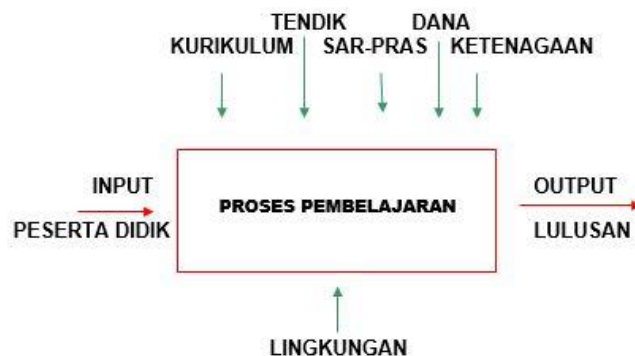 TENDIK DANA
KURIKULUM SAR-PRAS KETENAGAAN
INPUT
PESERTA DIDIK
PROSES PEMBELAJARAN
OUTPUT
LULUSAN
LINGKUNGAN